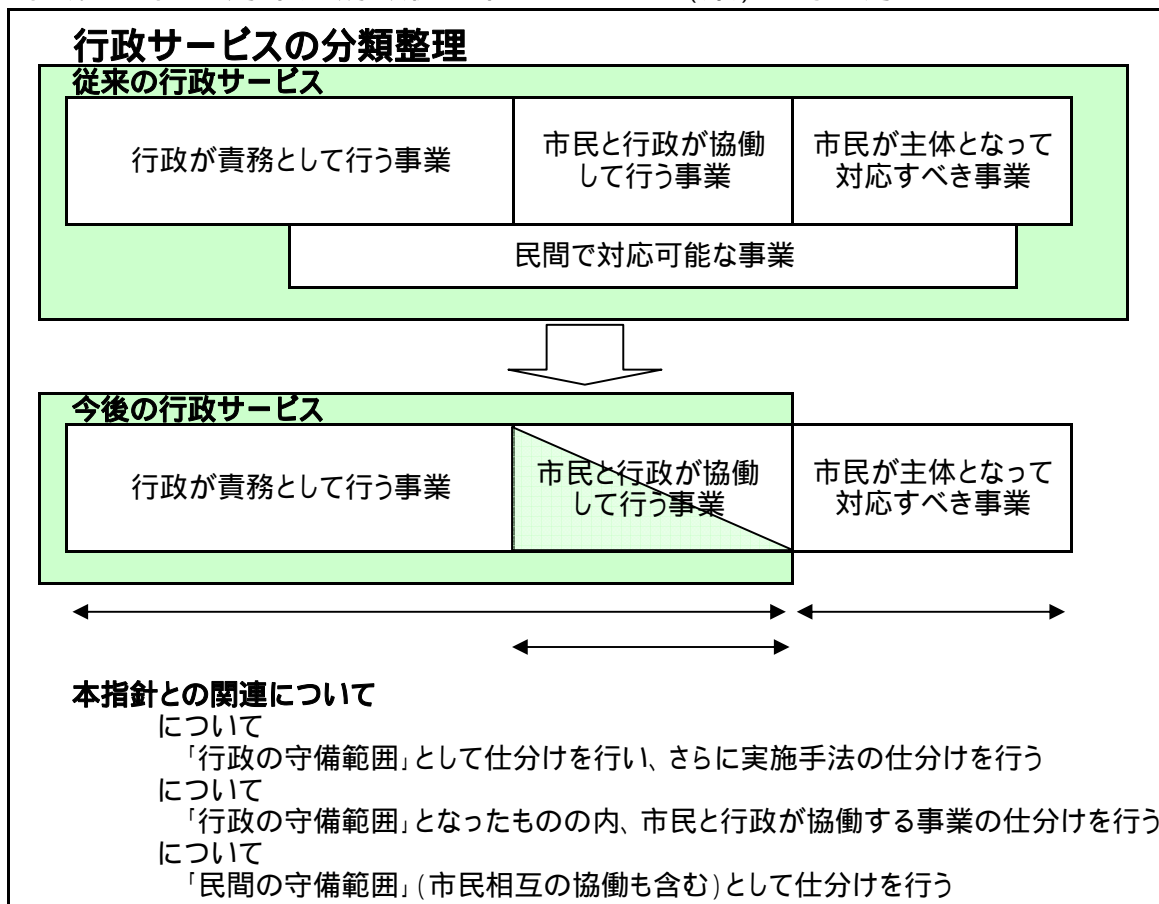 行政サービスの分類整理
従来の行政サービス
行政が責務として行う事業
市民と行政が協働
して行う事業
市民が主体となって
対応すべき事業
民間で対応可能な事業
今後の行政サービス
行政が責務として行う事業
市民と行政が協働
して行う事業
市民が主体となって
対応すべき事業
本指針との関連について
について
「行政の守備範囲」として仕分けを行い、さらに実施手法の仕分けを行う
について
「行政の守備範囲」となったものの内、市民と行政が協働する事業の仕分けを行う
について
「民間の守備範囲」(市民相互の協働も含む)として仕分けを行う